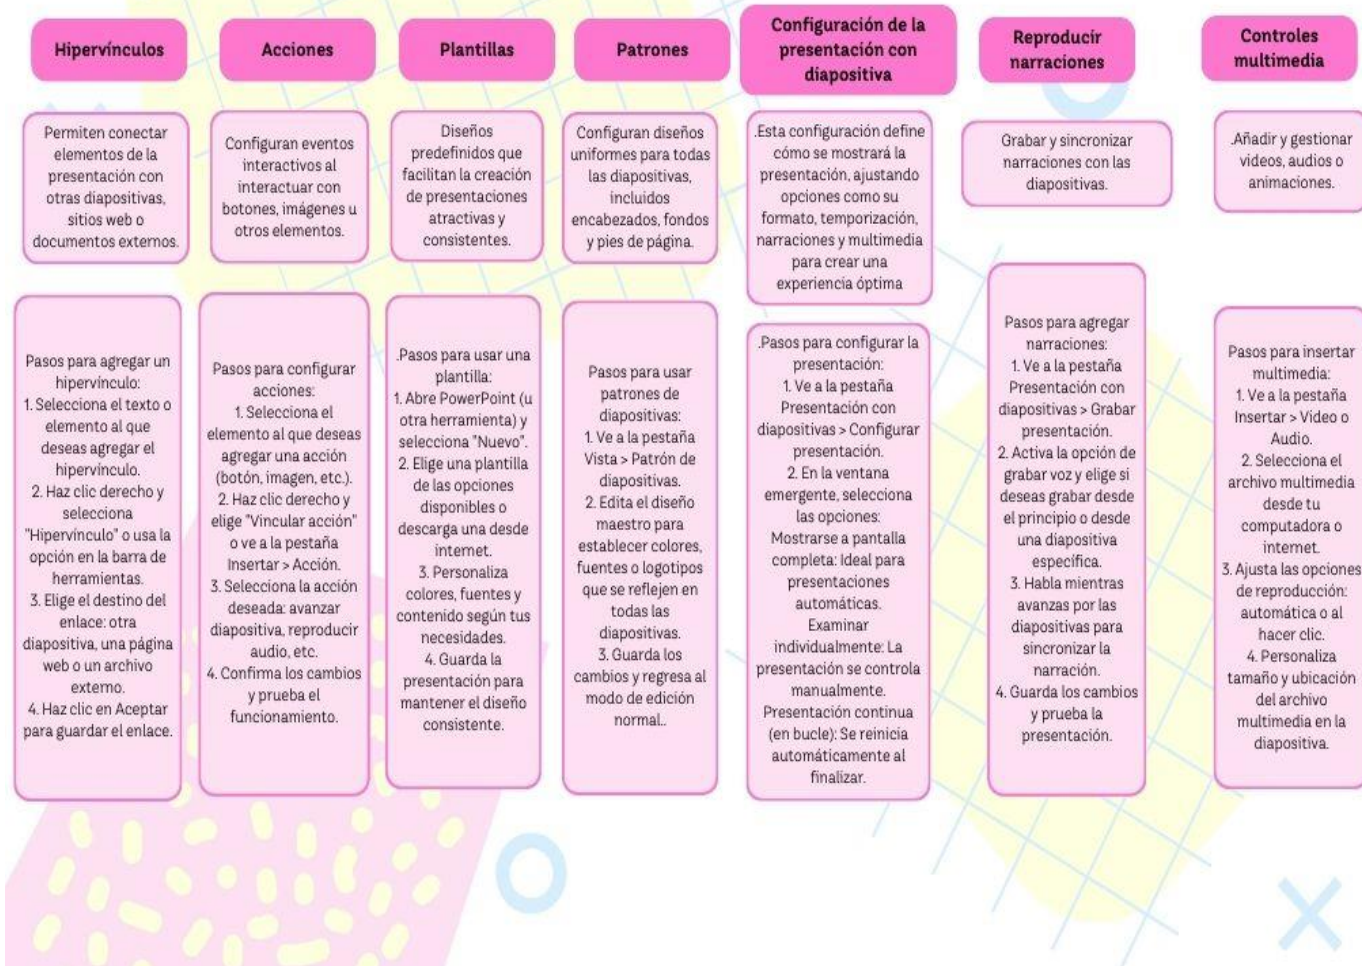 Hipervínculos
Permiten conectar
elementos de la
presentación con
otras diapositivas,
sitios web o
documentos externos.
Pasos para agregar un
hipervínculo:
1. Selecciona el texto o
elemento al que
deseas agregar el
hipervínculo.
2. Haz clic derecho y
selecciona
"Hipervínculo" o usa la
opción en la barra de
herramientas.
3. Elige el destino del
enlace: otra
diapositiva, una página
web o un archivo
externo.
4. Haz clic en Aceptar
para guardar el enlace.
Acciones
Configuran eventos
interactivos al
interactuar con
botones, imágenes u
otros elementos.
Pasos para configurar
acciones:
1. Selecciona el
elemento al que deseas
agregar una acción
(botón, imagen, etc.).
2. Haz clic derecho y
elige "Vincular acción"
o ve a la pestaña
Insertar > Acción.
3. Selecciona la acción
deseada: avanzar
diapositiva, reproducir
audio, etc.
4. Confirma los cambios
y prueba el
funcionamiento.
Plantillas
Diseños
predefinidos que
facilitan la creación
de presentaciones
atractivas y
consistentes.
.Pasos para usar una
plantilla:
1. Abre PowerPoint (u
otra herramienta) y
selecciona "Nuevo".
2. Elige una plantilla
de las opciones
disponibles o
descarga una desde
internet.
3. Personaliza
colores, fuentes y
contenido según tus
necesidades.
4. Guarda la
presentación para
mantener el diseño
consistente.
Patrones
Configuran diseños
uniformes para todas
las diapositivas,
incluidos
encabezados, fondos
y pies de página.
Pasos para usar
patrones de
diapositivas:
1. Ve a la pestaña
Vista > Patrón de
diapositivas.
2. Edita el diseño
maestro para
establecer colores,
fuentes o logotipos
que se reflejen en
todas las
diapositivas.
3. Guarda los
cambios y regresa al
modo de edición
normal..
Configuración de la
presentación con
diapositiva
.Esta configuración define
cómo se mostrará la
presentación, ajustando
opciones como su
formato, temporización,
narraciones y multimedia
para crear una
experiencia óptima
.Pasos para configurar la
presentación:
1. Ve a la pestaña
Presentación con
diapositivas > Configurar
presentación.
2. En la ventana
emergente, selecciona
las opciones:
Mostrarse a pantalla
completa: Ideal para
presentaciones
automáticas.
Examinar
individualmente: La
presentación se controla
manualmente.
Presentación continua
(en bucle): Se reinicia
automáticamente al
finalizar.
Reproducir
narraciones
Grabar y sincronizar
narraciones con las
diapositivas.
Pasos para agregar
narraciones:
1. Ve a la pestaña
Presentación con
diapositivas > Grabar
presentación.
2. Activa la opción de
grabar voz y elige si
deseas grabar desde
el principio o desde
una diapositiva
específica.
3. Habla mientras
avanzas por las
diapositivas para
sincronizar la
narración.
4. Guarda los cambios
y prueba la
presentación.
Controles
multimedia
.Añadir y gestionar
videos, audios o
animaciones.
Pasos para insertar
multimedia:
1. Ve a la pestaña
Insertar > Video o
Audio.
2. Selecciona el
archivo multimedia
desde tu
computadora o
internet.
3. Ajusta las opciones
de reproducción:
automática o al
hacer clic.
4. Personaliza
tamaño y ubicación
del archivo
multimedia en la
diapositiva.